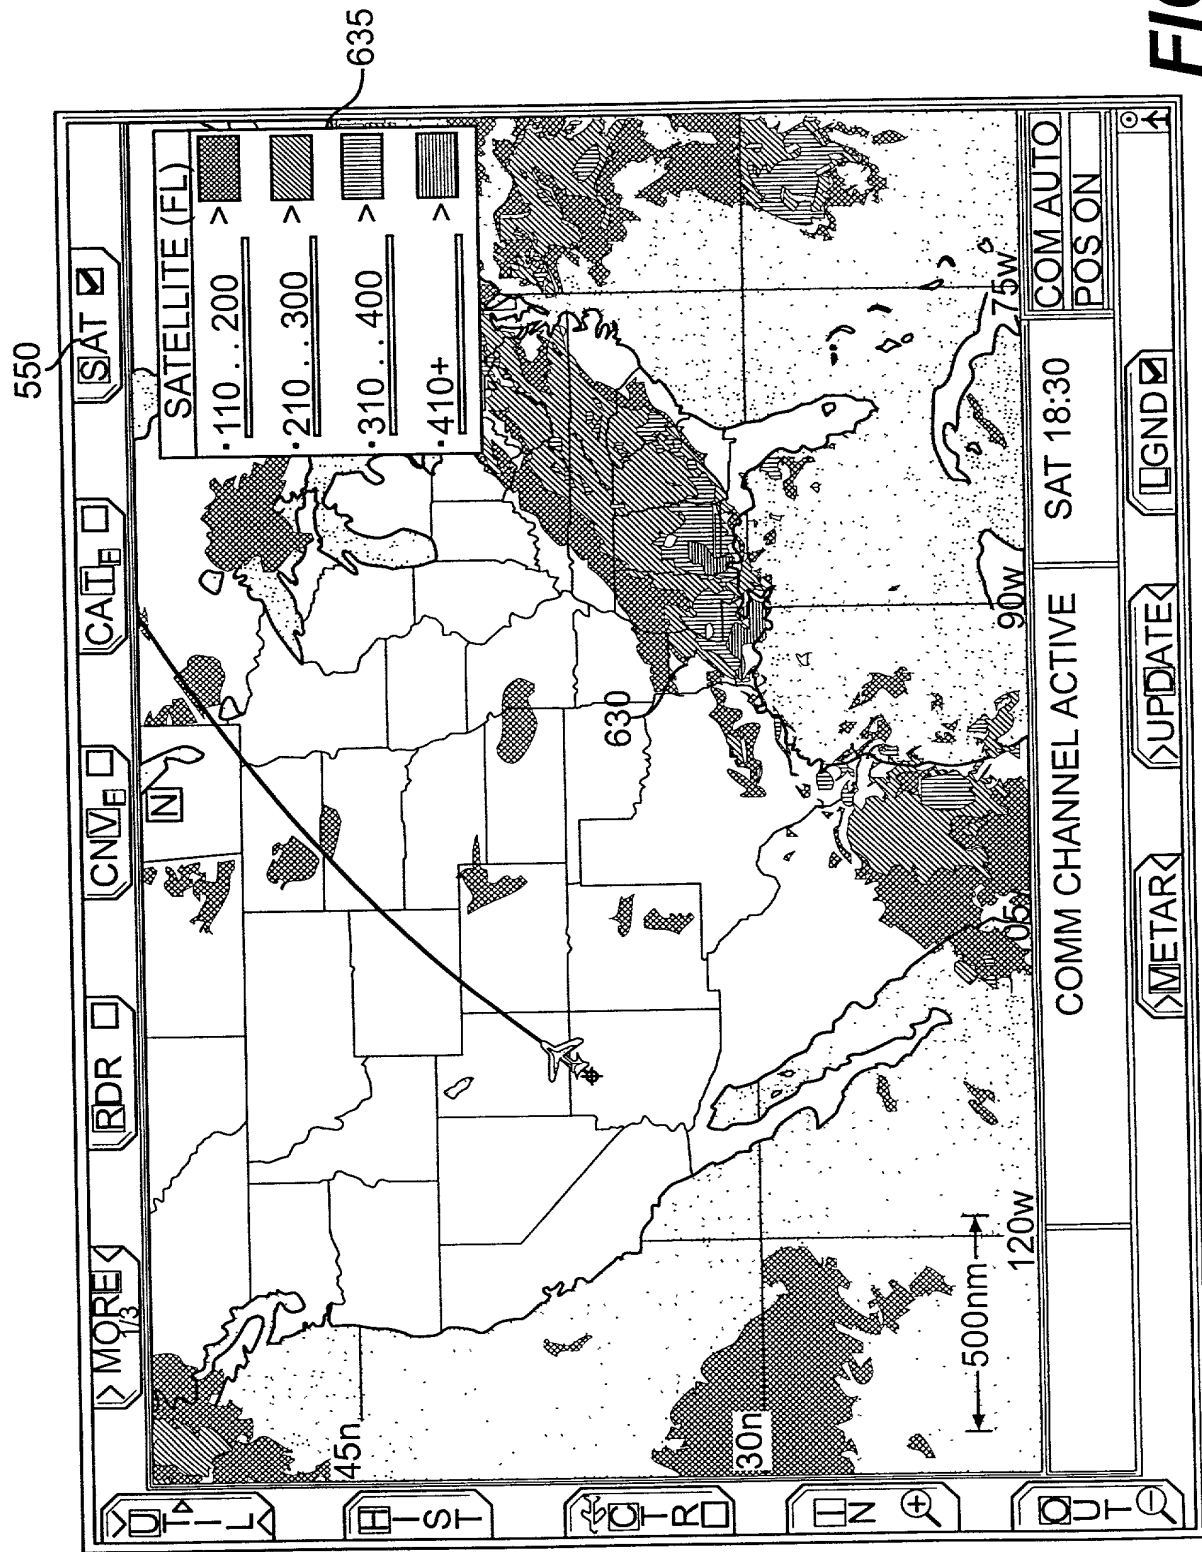 550
>MORE<
1/3
RDR
CNV F
CAT F
SAT
>UTIL<
HIST
CTR
IN
OUT
N
SATELLITE (FL)
·110...200 >
·210...300 >
·310...400 >
·410+ >
635
630
45n
30n
500nm
120w
05
90w
75w
COMM CHANNEL ACTIVE
SAT 18:30
COM AUTO
POS ON
>METAR<
>UPDATE<
LGND